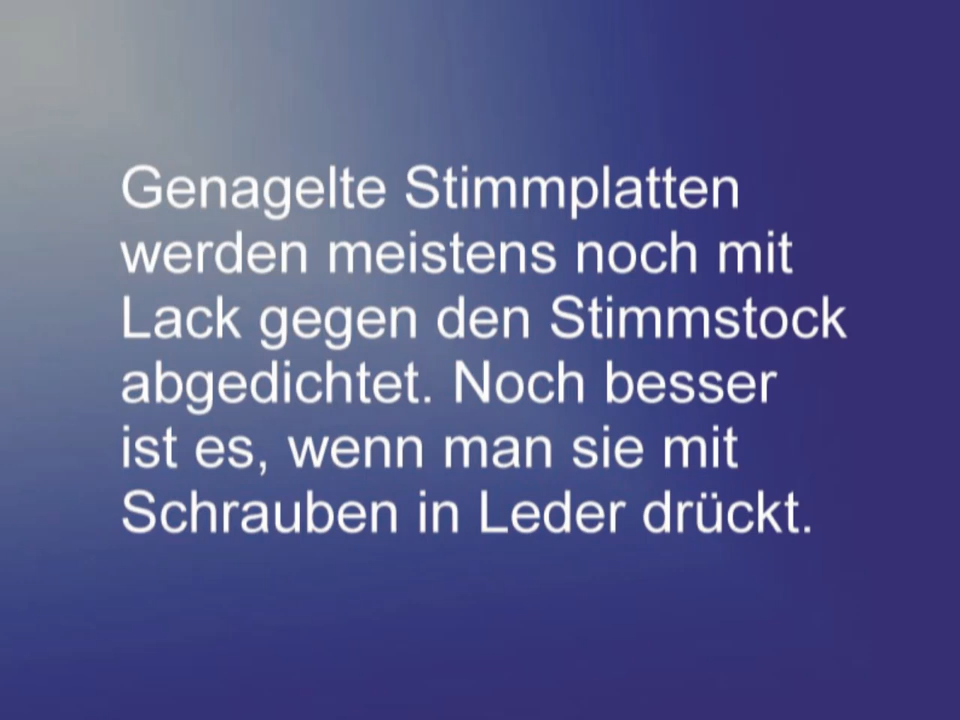 Genagelte Stimmplatten
werden meistens noch mit
Lack gegen den Stimmstock
abgedichtet. Noch besser
ist es, wenn man sie mit
Schrauben in Leder drückt.